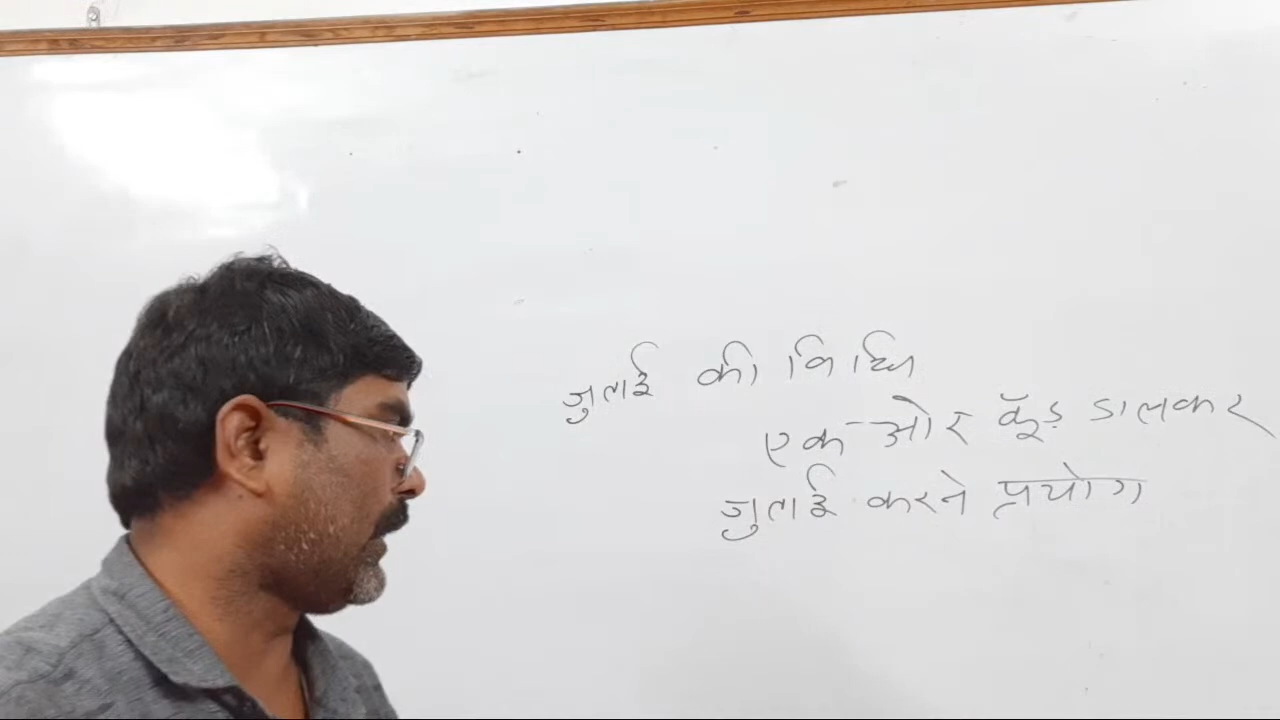 जुताई की विधि
एक ओर कूँड़ डालकर
जुताई करने प्रयोग